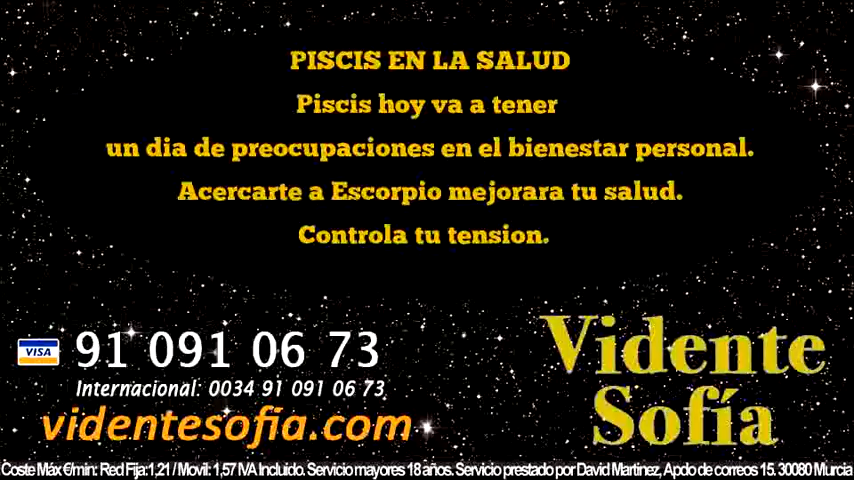 PISCIS EN LA SALUD
Piscis hoy va a tener
un dia de preocupaciones en el bienestar personal.
Acercarte a Escorpio mejorara tu salud.
Controla tu tension.
VISA 91 091 06 73
Internacional: 0034 91 091 06 73
videntesofia.com
Vidente
Sofía
Coste Máx €/min: Red Fija:1,21 / Movil: 1,57 IVA Incluido. Servicio mayores 18 años. Servicio prestado por David Martinez, Apdo de correos 15. 30080 Murcia